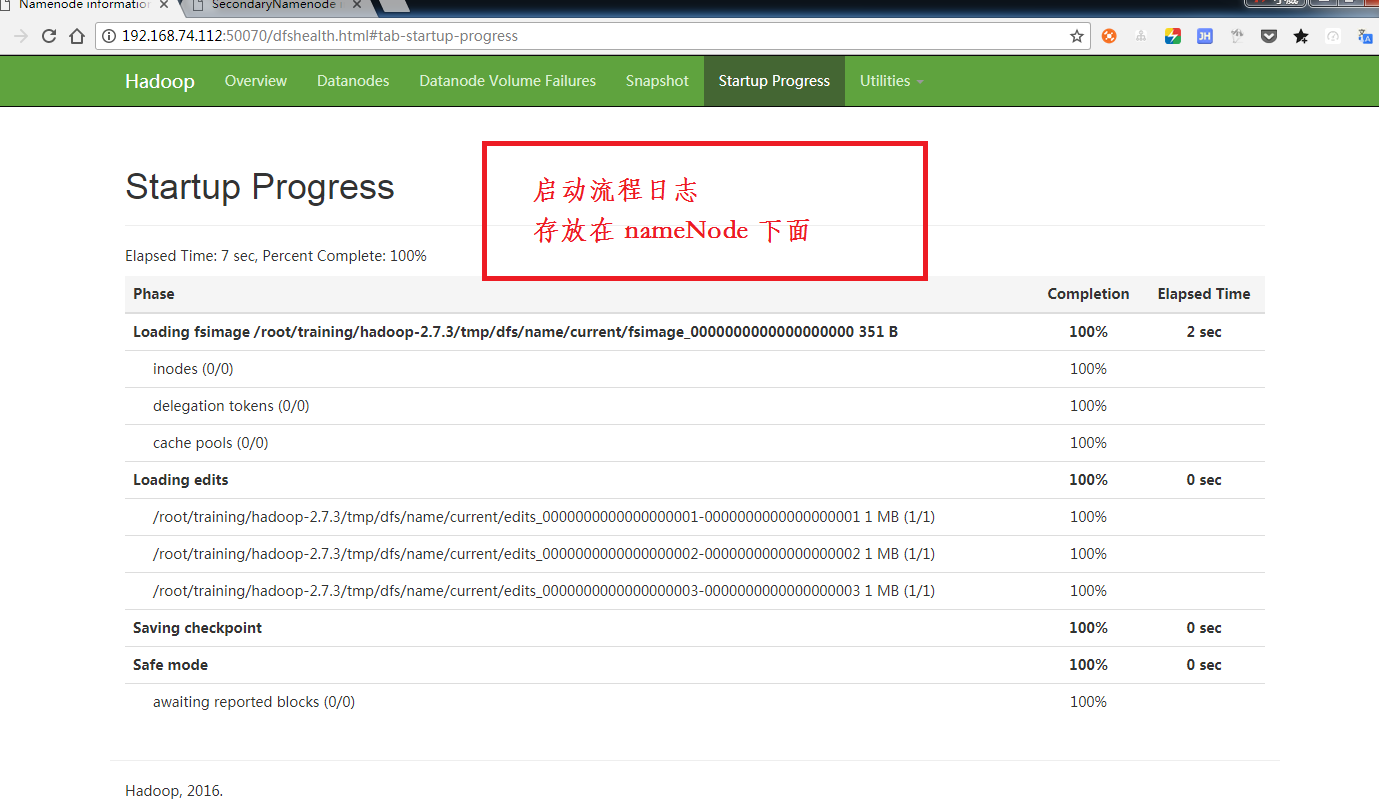 Namenode information
SecondaryNamenode i
192.168.74.112:50070/dfshealth.html#tab-startup-progress
Hadoop Overview Datanodes Datanode Volume Failures Snapshot Startup Progress Utilities
启动流程日志
存放在 nameNode 下面
Startup Progress
Elapsed Time: 7 sec, Percent Complete: 100%
Phase Completion Elapsed Time
Loading fsimage /root/training/hadoop-2.7.3/tmp/dfs/name/current/fsimage_0000000000000000000 351 B 100% 2 sec
inodes (0/0) 100%
delegation tokens (0/0) 100%
cache pools (0/0) 100%
Loading edits 100% 0 sec
/root/training/hadoop-2.7.3/tmp/dfs/name/current/edits_0000000000000000001-0000000000000000001 1 MB (1/1) 100%
/root/training/hadoop-2.7.3/tmp/dfs/name/current/edits_0000000000000000002-0000000000000000002 1 MB (1/1) 100%
/root/training/hadoop-2.7.3/tmp/dfs/name/current/edits_0000000000000000003-0000000000000000003 1 MB (1/1) 100%
Saving checkpoint 100% 0 sec
Safe mode 100% 0 sec
awaiting reported blocks (0/0) 100%
Hadoop, 2016.